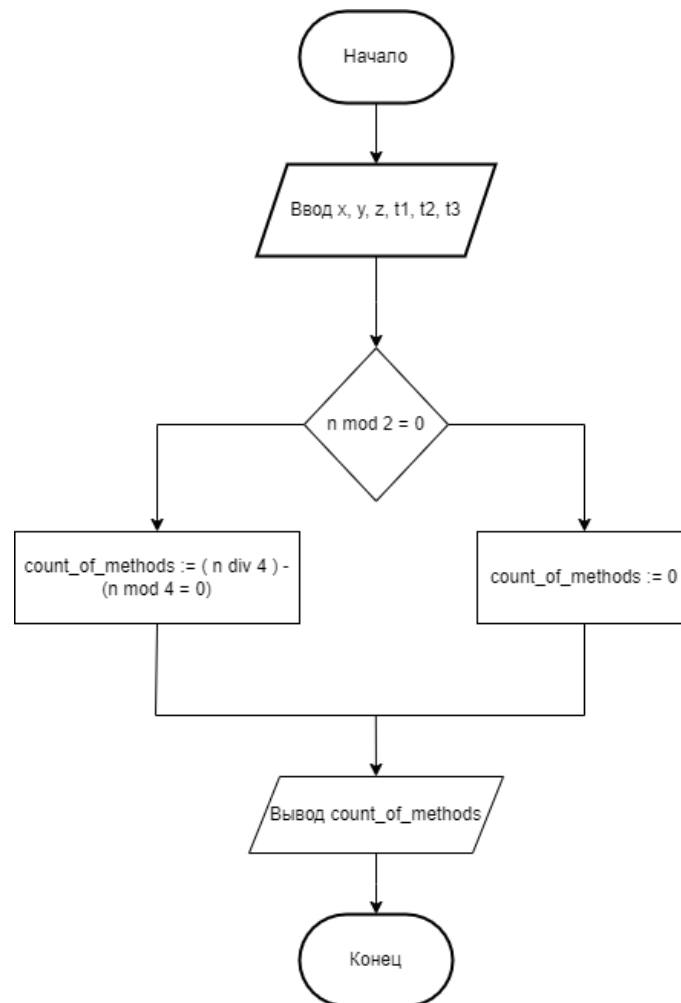 Начало
Ввод x, y, z, t1, t2, t3
n mod 2 = 0
count_of_methods := ( n div 4 ) -
(n mod 4 = 0)
count_of_methods := 0
Вывод count_of_methods
Конец